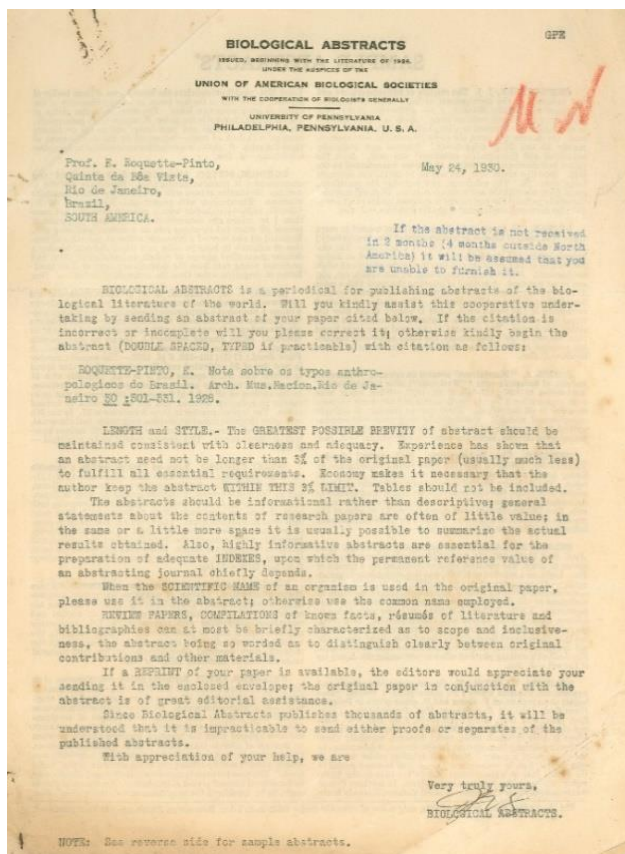 GPE
BIOLOGICAL ABSTRACTS
ISSUED, BEGINNING WITH THE LITERATURE OF 1926,
UNDER THE AUSPICES OF THE
UNION OF AMERICAN BIOLOGICAL SOCIETIES
WITH THE COOPERATION OF BIOLOGISTS GENERALLY
UNIVERSITY OF PENNSYLVANIA
PHILADELPHIA, PENNSYLVANIA. U. S. A.
M N
Prof. E. Roquette-Pinto,
Quinta da Bôa Vista,
Rio de Janeiro,
Brazil,
SOUTH AMERICA.
May 24, 1930.
If the abstract is not received
in 2 months (4 months outside North
America) it will be assumed that you
are unable to furnish it.
BIOLOGICAL ABSTRACTS is a periodical for publishing abstracts of the bio-
logical literature of the world. Will you kindly assist this cooperative under-
taking by sending an abstract of your paper cited below. If the citation is
incorrect or incomplete will you please correct it; otherwise kindly begin the
abstract (DOUBLE SPACED, TYPED if practicable) with citation as follows:
ROQUETTE-PINTO, E. Nota sobre os typos anthro-
pologicos do Brasil. Arch. Mus.Nacion.Rio de Ja-
neiro 30 :301-331. 1928.
LENGTH and STYLE.- The GREATEST POSSIBLE BREVITY of abstract should be
maintained consistent with clearness and adequacy. Experience has shown that
an abstract need not be longer than 3% of the original paper (usually much less)
to fulfill all essential requirements. Economy makes it necessary that the
author keep the abstract WITHIN THIS 3% LIMIT. Tables should not be included.
The abstracts should be informational rather than descriptive; general
statements about the contents of research papers are often of little value; in
the same or a little more space it is usually possible to summarize the actual
results obtained. Also, highly informative abstracts are essential for the
preparation of adequate INDEXES, upon which the permanent reference value of
an abstracting journal chiefly depends.
When the SCIENTIFIC NAME of an organism is used in the original paper,
please use it in the abstract; otherwise use the common name employed.
REVIEW PAPERS, COMPILATIONS of known facts, résumés of literature and
bibliographies can at most be briefly characterized as to scope and inclusive-
ness, the abstract being so worded as to distinguish clearly between original
contributions and other materials.
If a REPRINT of your paper is available, the editors would appreciate your
sending it in the enclosed envelope; the original paper in conjunction with the
abstract is of great editorial assistance.
Since Biological Abstracts publishes thousands of abstracts, it will be
understood that it is impracticable to send either proofs or separates of the
published abstracts.
With appreciation of your help, we are
Very truly yours,
BIOLOGICAL ABSTRACTS.
NOTE: See reverse side for sample abstracts.